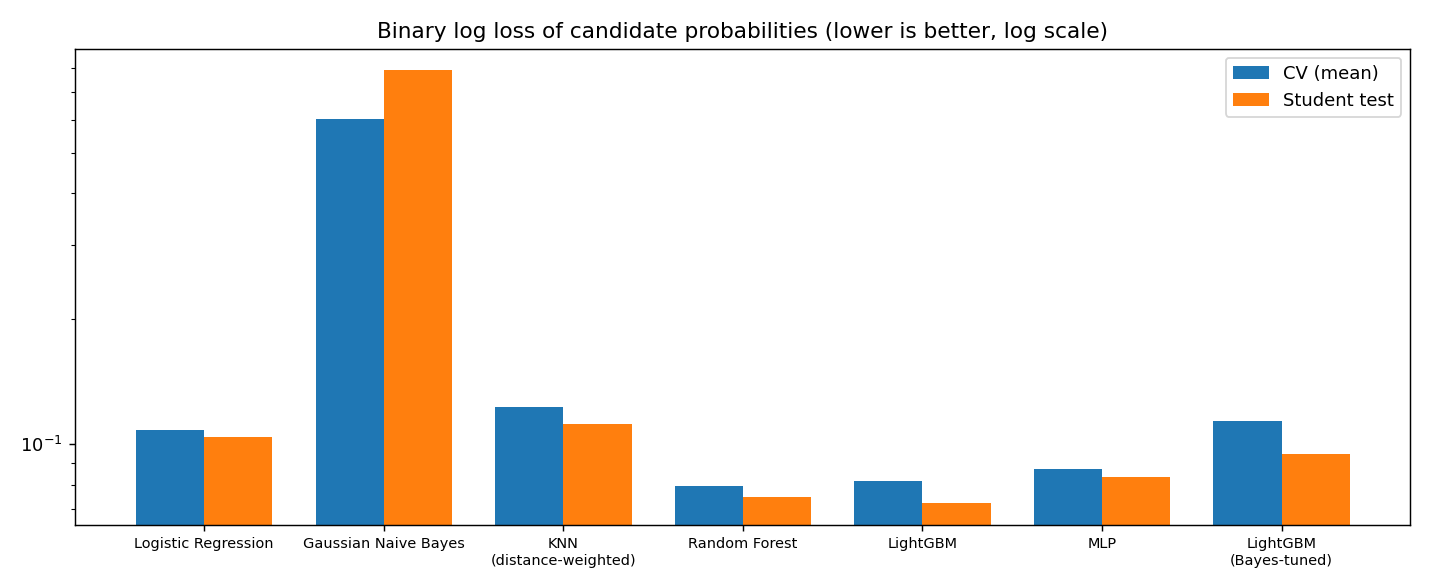 Binary log loss of candidate probabilities (lower is better, log scale)
CV (mean)
Student test
10⁻¹
Logistic Regression
Gaussian Naive Bayes
KNN
(distance-weighted)
Random Forest
LightGBM
MLP
LightGBM
(Bayes-tuned)